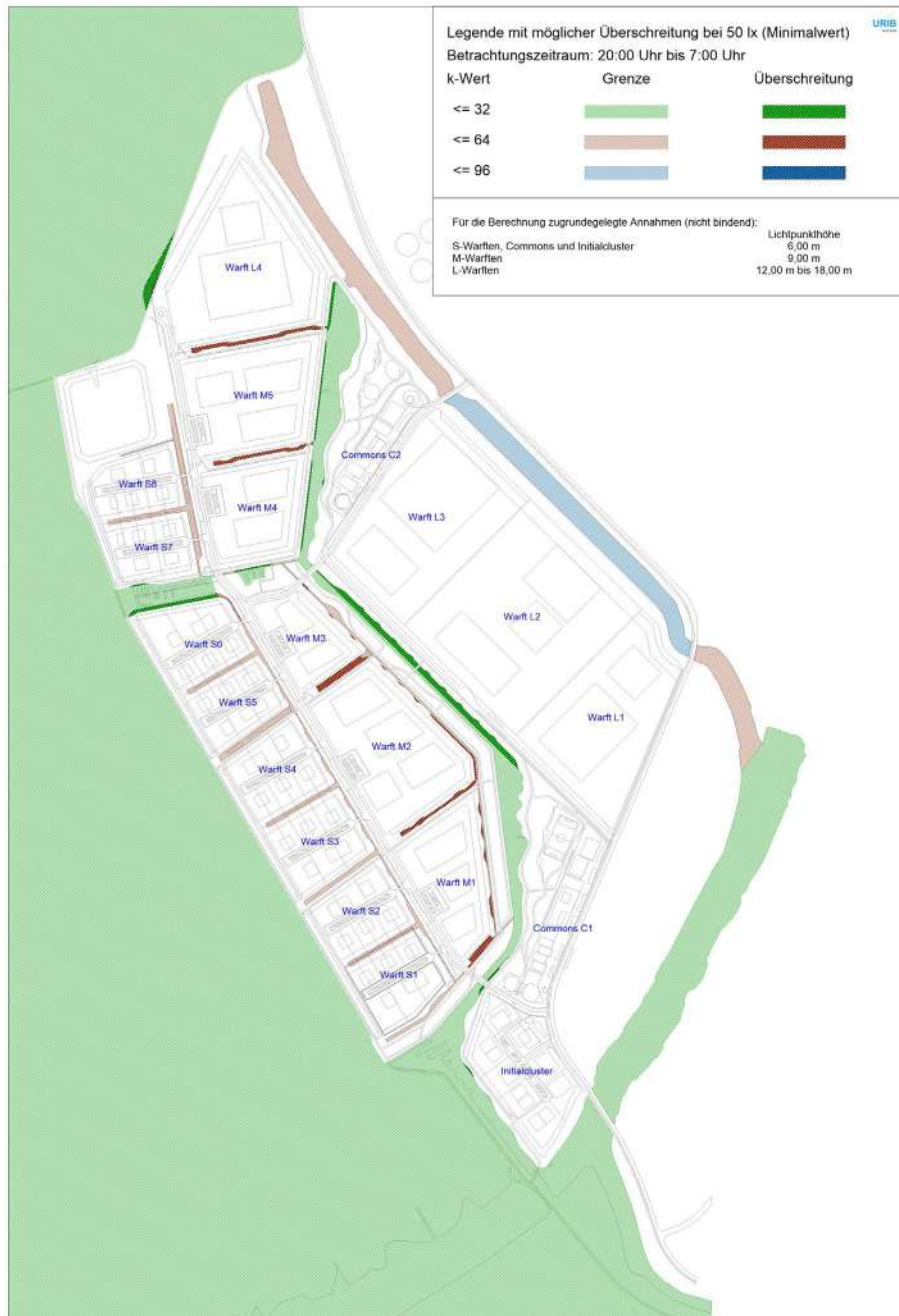 Legende mit möglicher Überschreitung bei 50 lx (Minimalwert)
URIB
Betrachtungszeitraum: 20:00 Uhr bis 7:00 Uhr
k-Wert Grenze Überschreitung
<= 32
<= 64
<= 96
Für die Berechnung zugrundegelegte Annahmen (nicht bindend):
Lichtpunkthöhe
S-Warften, Commons und Initialcluster 6,00 m
M-Warften 9,00 m
L-Warften 12,00 m bis 18,00 m
Warft L4
Warft M5
Commons C2
Warft S8
Warft M4
Warft L3
Warft S7
Warft L2
Warft M3
Warft S6
Warft S5
Warft L1
Warft M2
Warft S4
Warft S3
Warft M1
Warft S2
Commons C1
Warft S1
Initialcluster